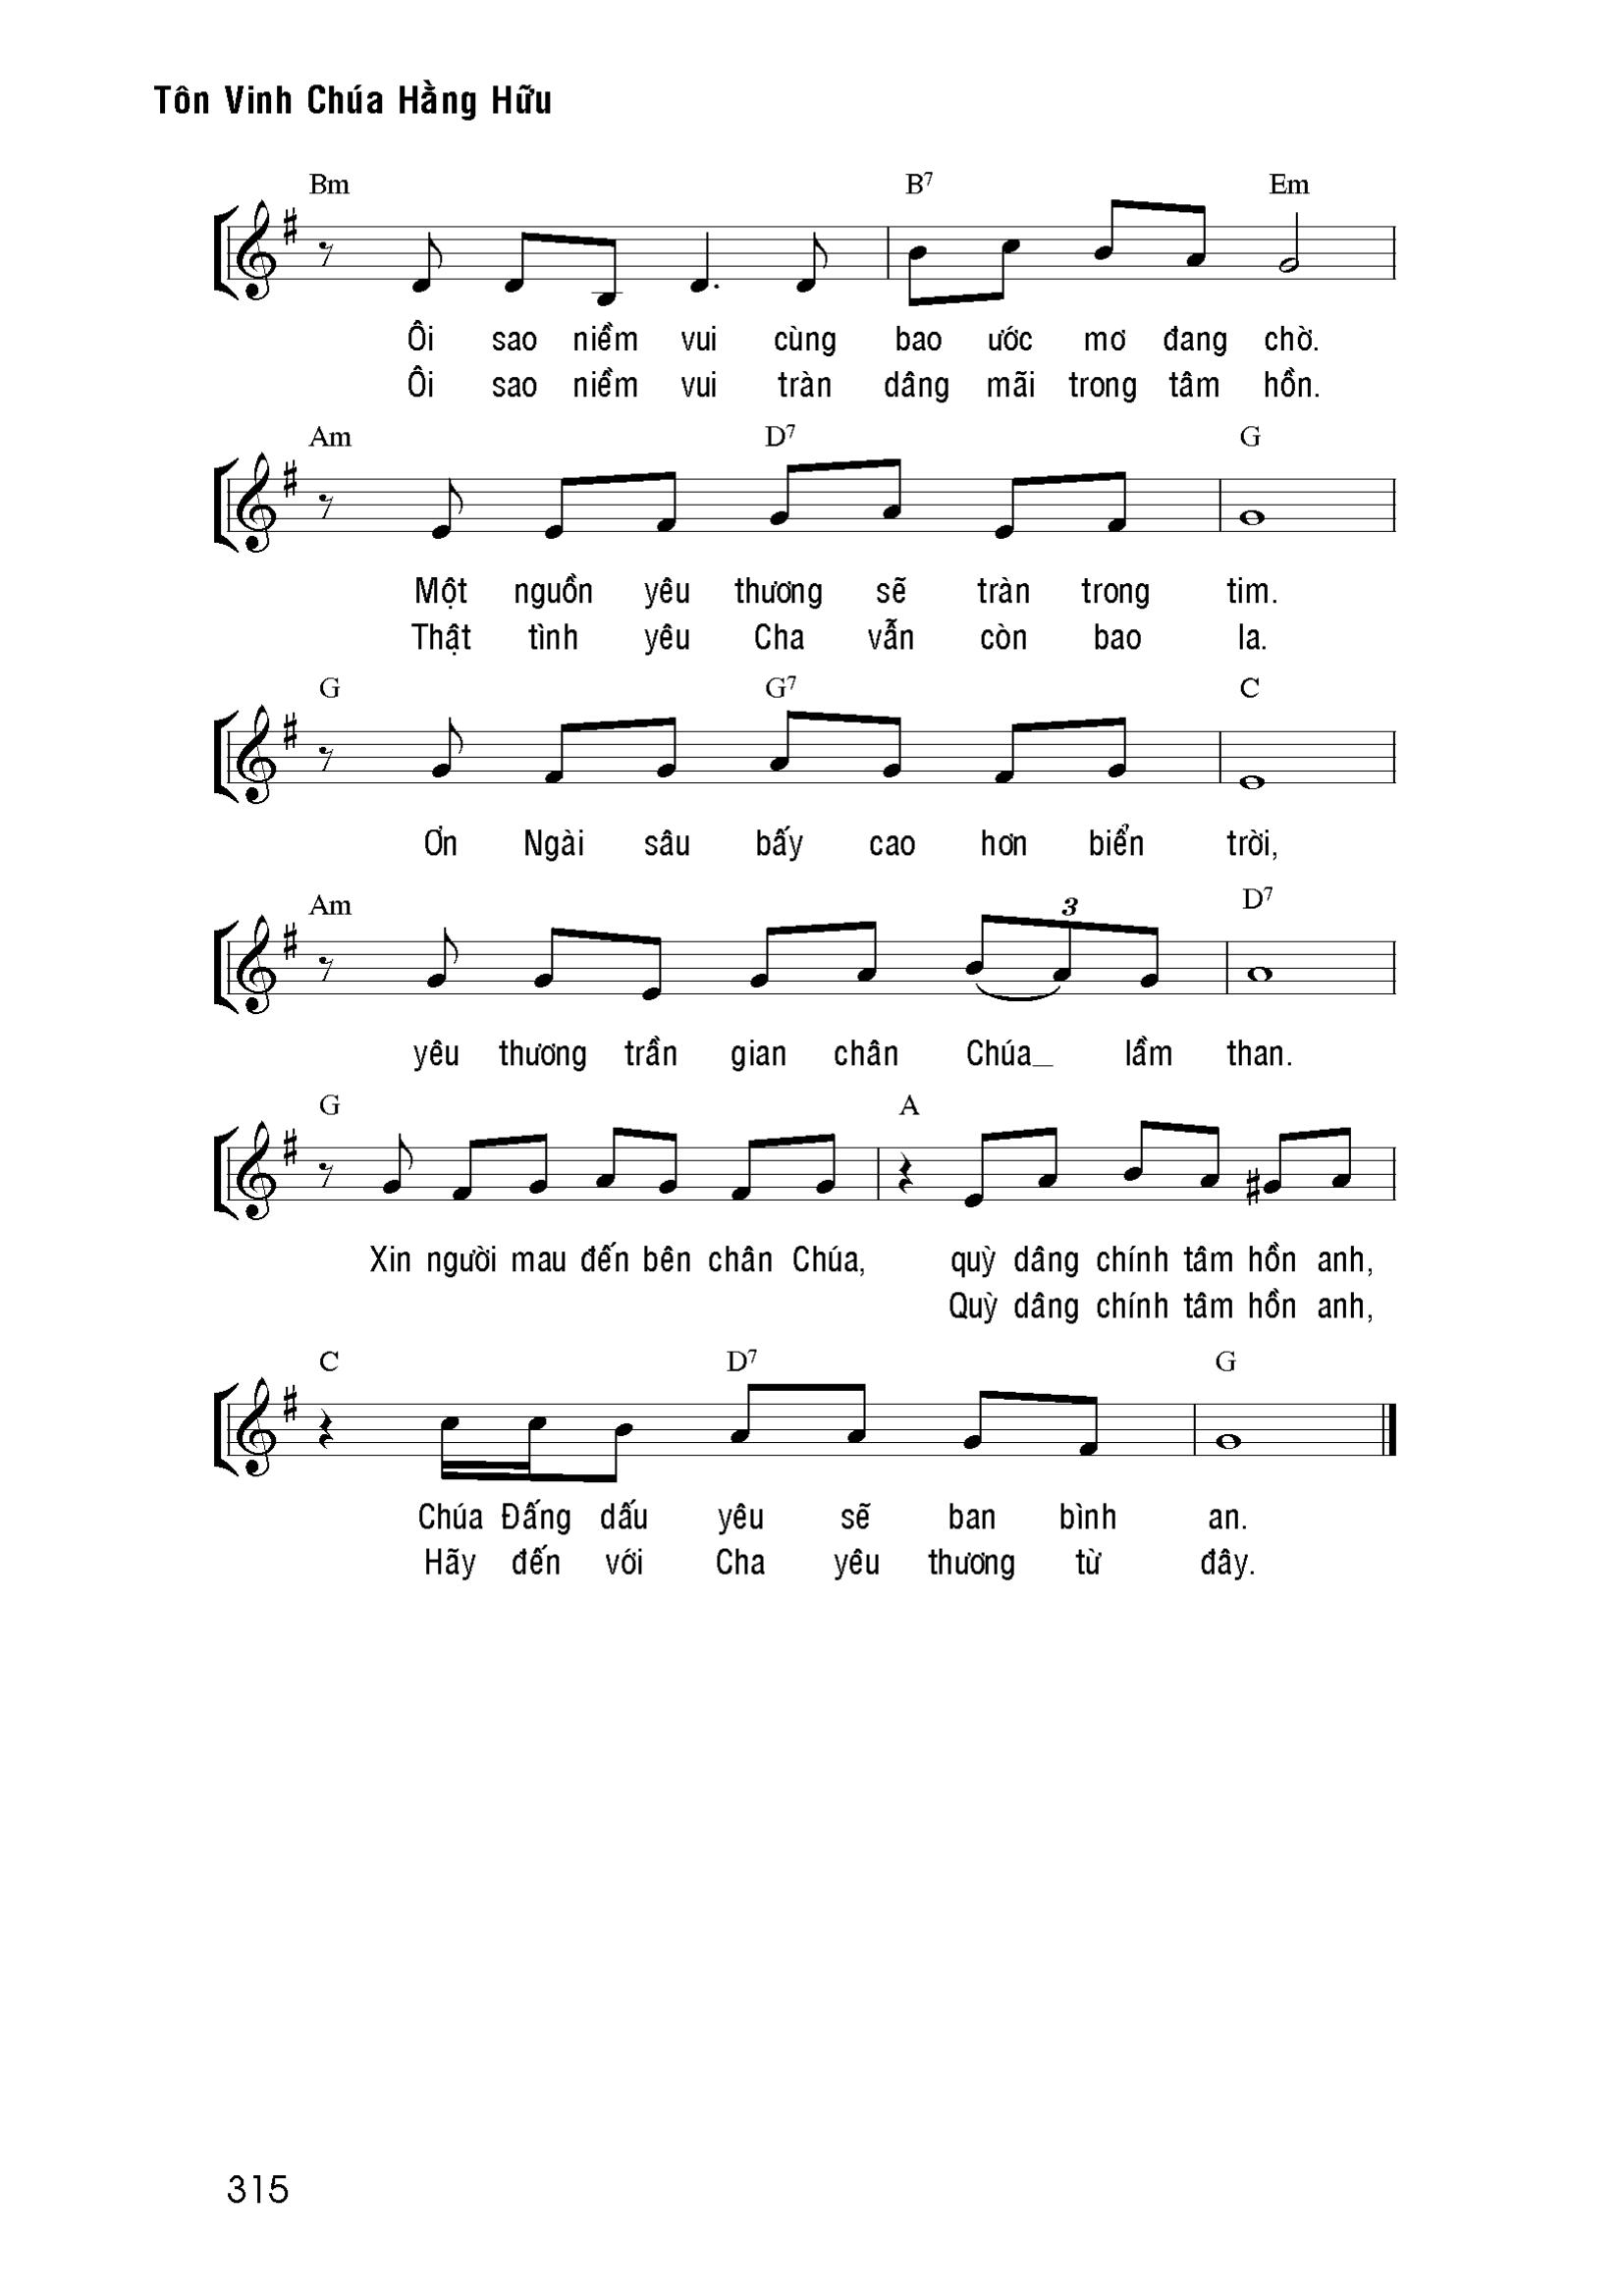 Tôn Vinh Chúa Hằng Hữu
Bm B7 Em
Ôi sao niềm vui cùng bao ước mơ đang chờ.
Ôi sao niềm vui tràn dâng mãi trong tâm hồn.
Am D7 G
Một nguồn yêu thương sẽ tràn trong tim.
Thật tình yêu Cha vẫn còn bao la.
G G7 C
Ơn Ngài sâu bấy cao hơn biển trời,
Am 3 D7
yêu thương trần gian chân Chúa_ lầm than.
G A
Xin người mau đến bên chân Chúa, quỳ dâng chính tâm hồn anh,
Quỳ dâng chính tâm hồn anh,
C D7 G
Chúa Đấng dấu yêu sẽ ban bình an.
Hãy đến với Cha yêu thương từ đây.
315